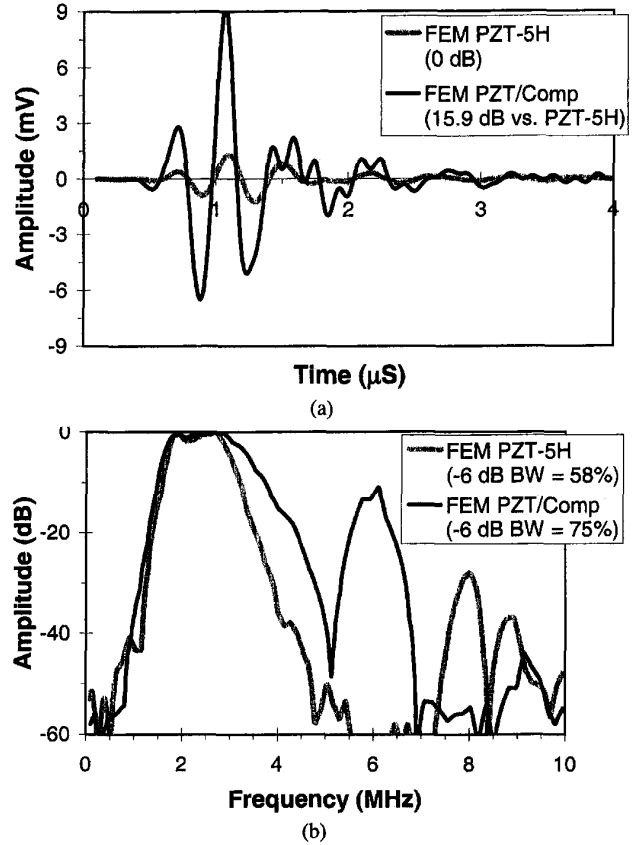 9
6
3
0
-3
-6
-9
Amplitude (mV)
0
1
2
3
4
FEM PZT-5H
(0 dB)
FEM PZT/Comp
(15.9 dB vs. PZT-5H)
Time (μS)
(a)
0
-20
-40
-60
Amplitude (dB)
FEM PZT-5H
(-6 dB BW = 58%)
FEM PZT/Comp
(-6 dB BW = 75%)
0
2
4
6
8
10
Frequency (MHz)
(b)